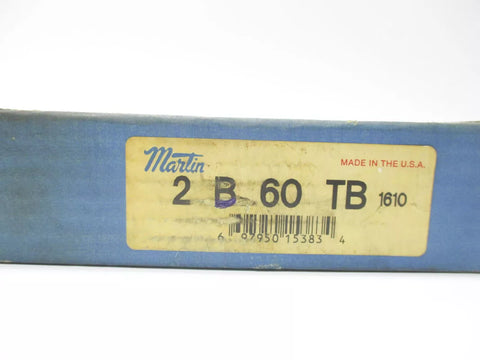 Martin
MADE IN THE U.S.A.
2 B 60 TB 1610
6 97950 15383 4